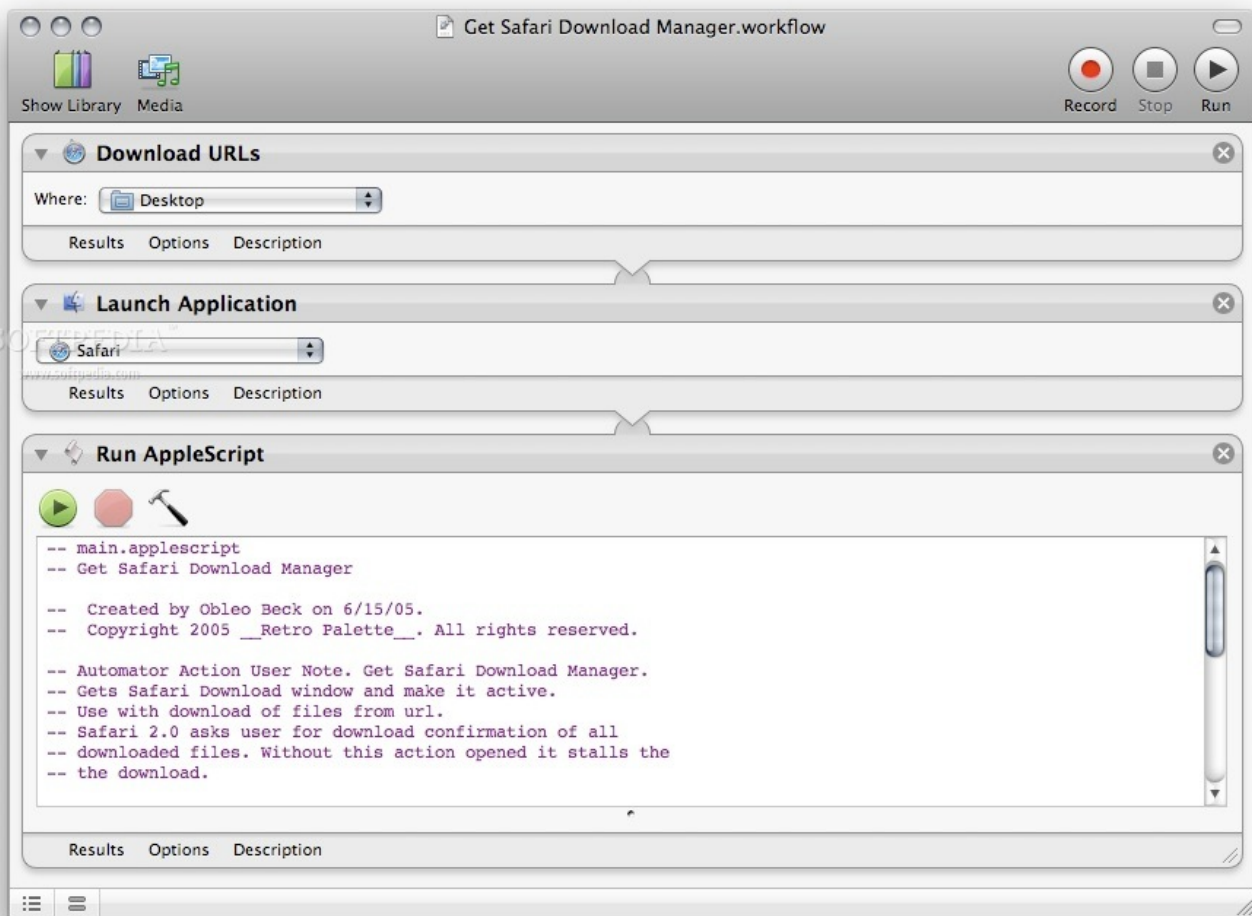 Get Safari Download Manager.workflow
Show Library Media Record Stop Run
Download URLs
Where: Desktop
Results Options Description
Launch Application
SOFTPEDIA™
Safari
www.softpedia.com
Results Options Description
Run AppleScript
-- main.applescript
-- Get Safari Download Manager
-- Created by Obleo Beck on 6/15/05.
-- Copyright 2005 __Retro Palette__. All rights reserved.
-- Automator Action User Note. Get Safari Download Manager.
-- Gets Safari Download window and make it active.
-- Use with download of files from url.
-- Safari 2.0 asks user for download confirmation of all
-- downloaded files. Without this action opened it stalls the
-- the download.
Results Options Description